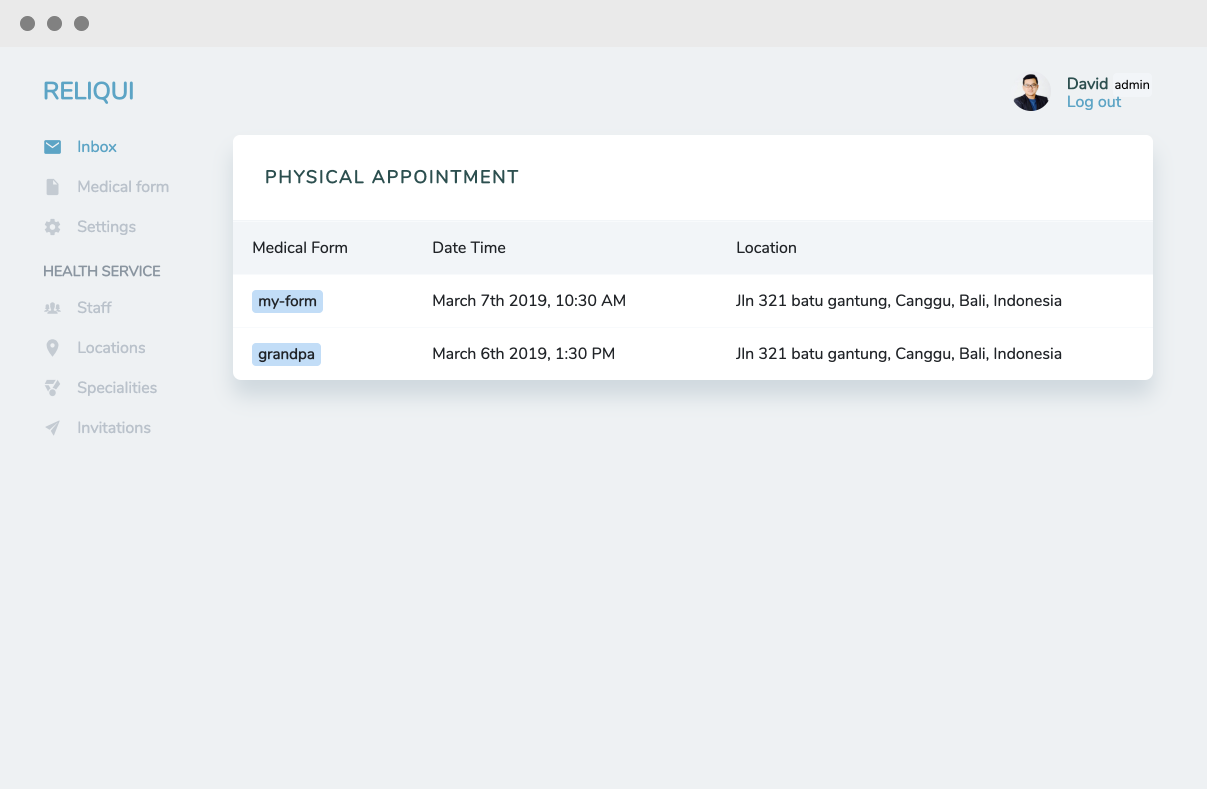 RELIQUI
David admin
Log out
Inbox
Medical form
Settings
HEALTH SERVICE
Staff
Locations
Specialities
Invitations
PHYSICAL APPOINTMENT
Medical Form Date Time Location
my-form March 7th 2019, 10:30 AM Jln 321 batu gantung, Canggu, Bali, Indonesia
grandpa March 6th 2019, 1:30 PM Jln 321 batu gantung, Canggu, Bali, Indonesia